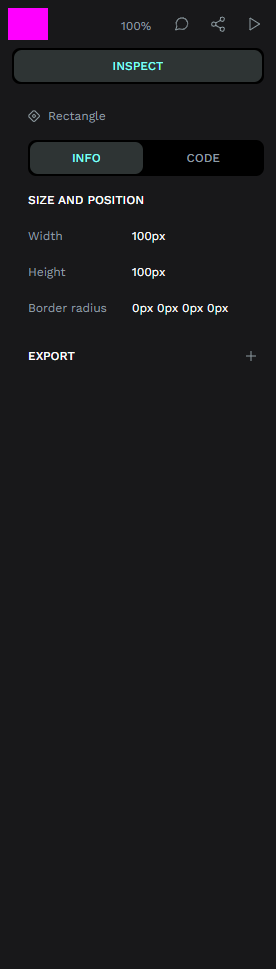 100%
INSPECT
Rectangle
INFO CODE
SIZE AND POSITION
Width 100px
Height 100px
Border radius 0px 0px 0px 0px
EXPORT